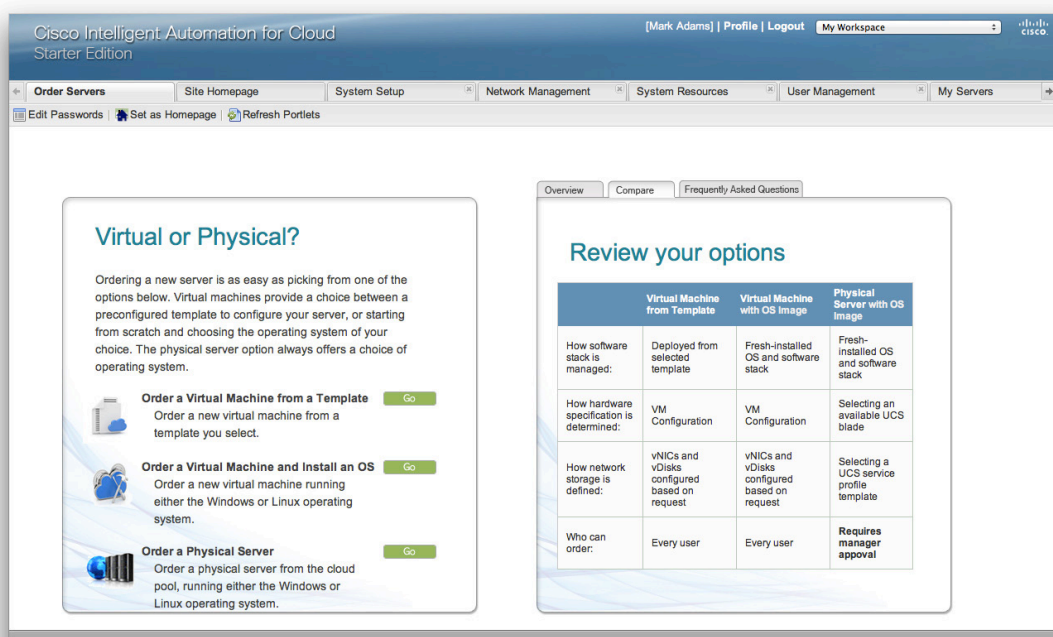 Cisco Intelligent Automation for Cloud
Starter Edition
[Mark Adams] | Profile | Logout
My Workspace
CISCO.
Order Servers
Site Homepage
System Setup
Network Management
System Resources
User Management
My Servers
Edit Passwords
Set as Homepage
Refresh Portlets
Virtual or Physical?
Ordering a new server is as easy as picking from one of the
options below. Virtual machines provide a choice between a
preconfigured template to configure your server, or starting
from scratch and choosing the operating system of your
choice. The physical server option always offers a choice of
operating system.
Order a Virtual Machine from a Template
Go
Order a new virtual machine from a
template you select.
Order a Virtual Machine and Install an OS
Go
Order a new virtual machine running
either the Windows or Linux operating
system.
Order a Physical Server
Go
Order a physical server from the cloud
pool, running either the Windows or
Linux operating system.
Overview
Compare
Frequently Asked Questions
Review your options
Virtual Machine
from Template
Virtual Machine
with OS Image
Physical
Server with OS
Image
How software
stack is
managed:
Deployed from
selected
template
Fresh-installed
OS and software
stack
Fresh-
installed OS
and software
stack
How hardware
specification is
determined:
VM
Configuration
VM
Configuration
Selecting an
available UCS
blade
How network
storage is
defined:
vNICs and
vDisks
configured
based on
request
vNICs and
vDisks
configured
based on
request
Selecting a
UCS service
profile
template
Who can
order:
Every user
Every user
Requires
manager
appoval